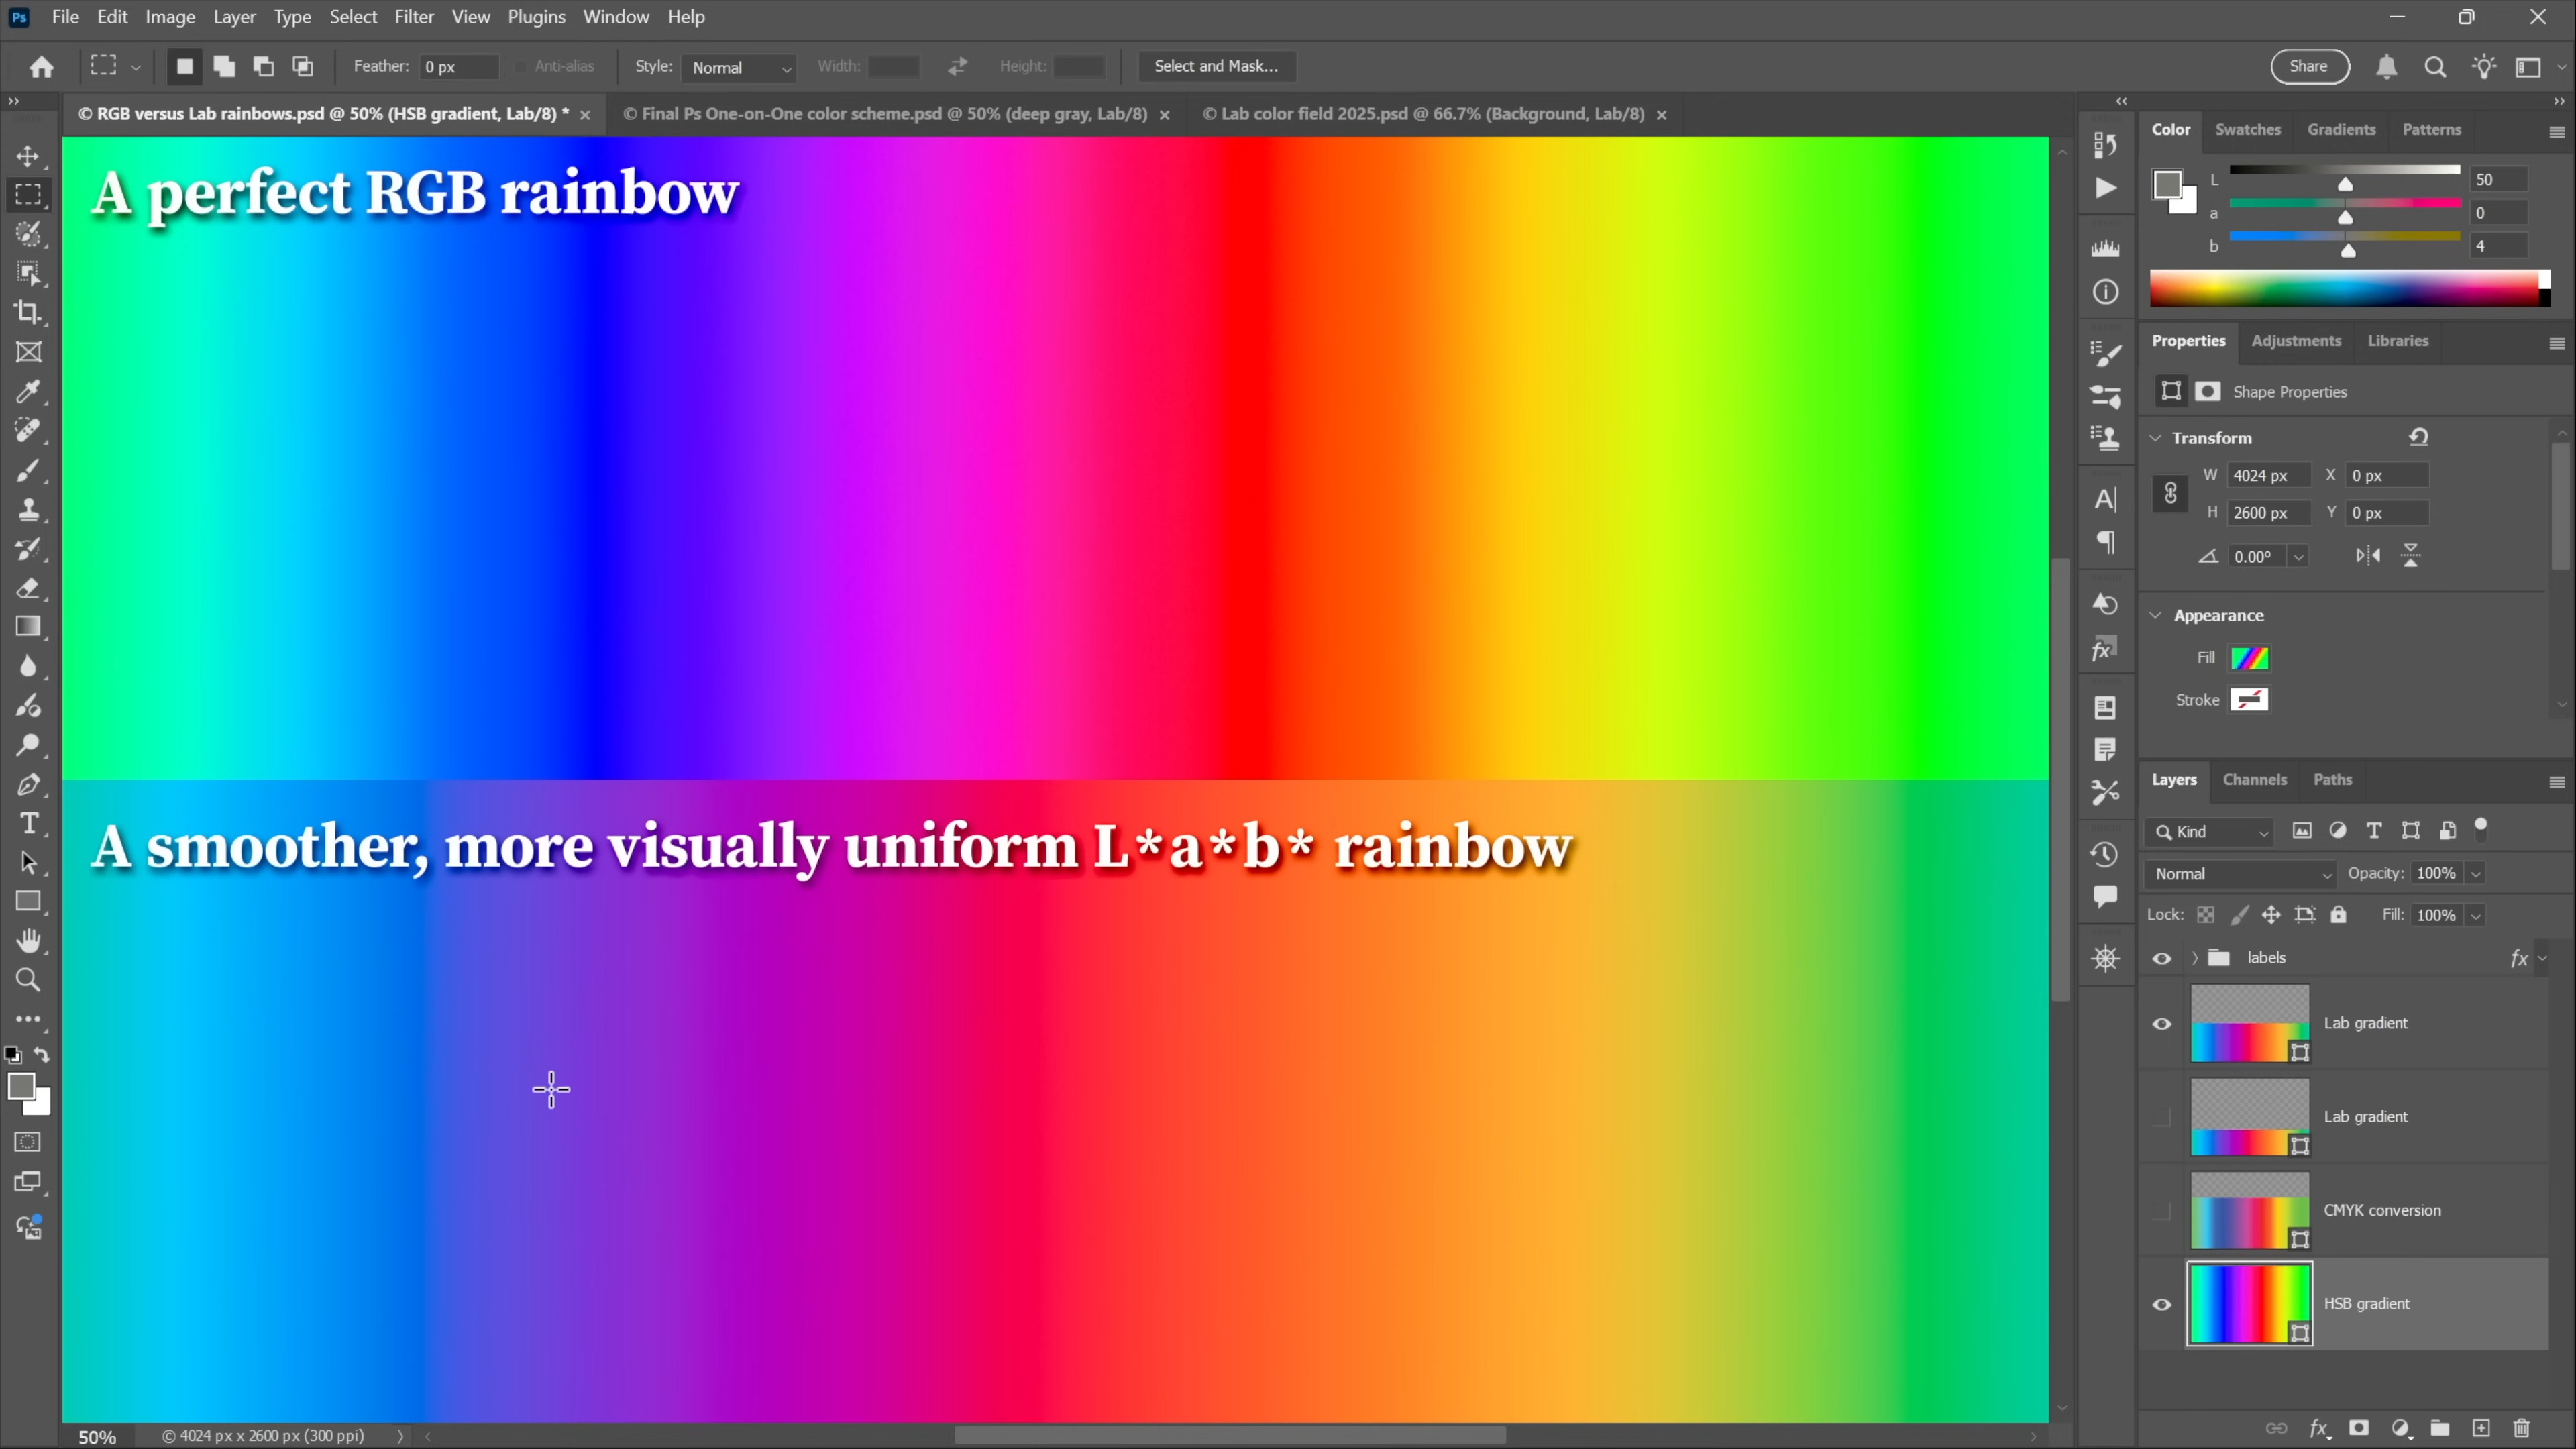 Ps File Edit Image Layer Type Select Filter View Plugins Window Help
Feather: 0 px Anti-alias Style: Normal Width: Height: Select and Mask... Share
© RGB versus Lab rainbows.psd @ 50% (HSB gradient, Lab/8) * × © Final Ps One-on-One color scheme.psd @ 50% (deep gray, Lab/8) × © Lab color field 2025.psd @ 66.7% (Background, Lab/8) ×
A perfect RGB rainbow
A smoother, more visually uniform L*a*b* rainbow
50% © 4024 px x 2600 px (300 ppi)
Color Swatches Gradients Patterns
L 50
a 0
b 4
Properties Adjustments Libraries
Shape Properties
Transform
W 4024 px X 0 px
H 2600 px Y 0 px
0.00°
Appearance
Fill
Stroke
Layers Channels Paths
Kind
Normal Opacity: 100%
Lock: Fill: 100%
labels fx
Lab gradient
Lab gradient
CMYK conversion
HSB gradient
fx